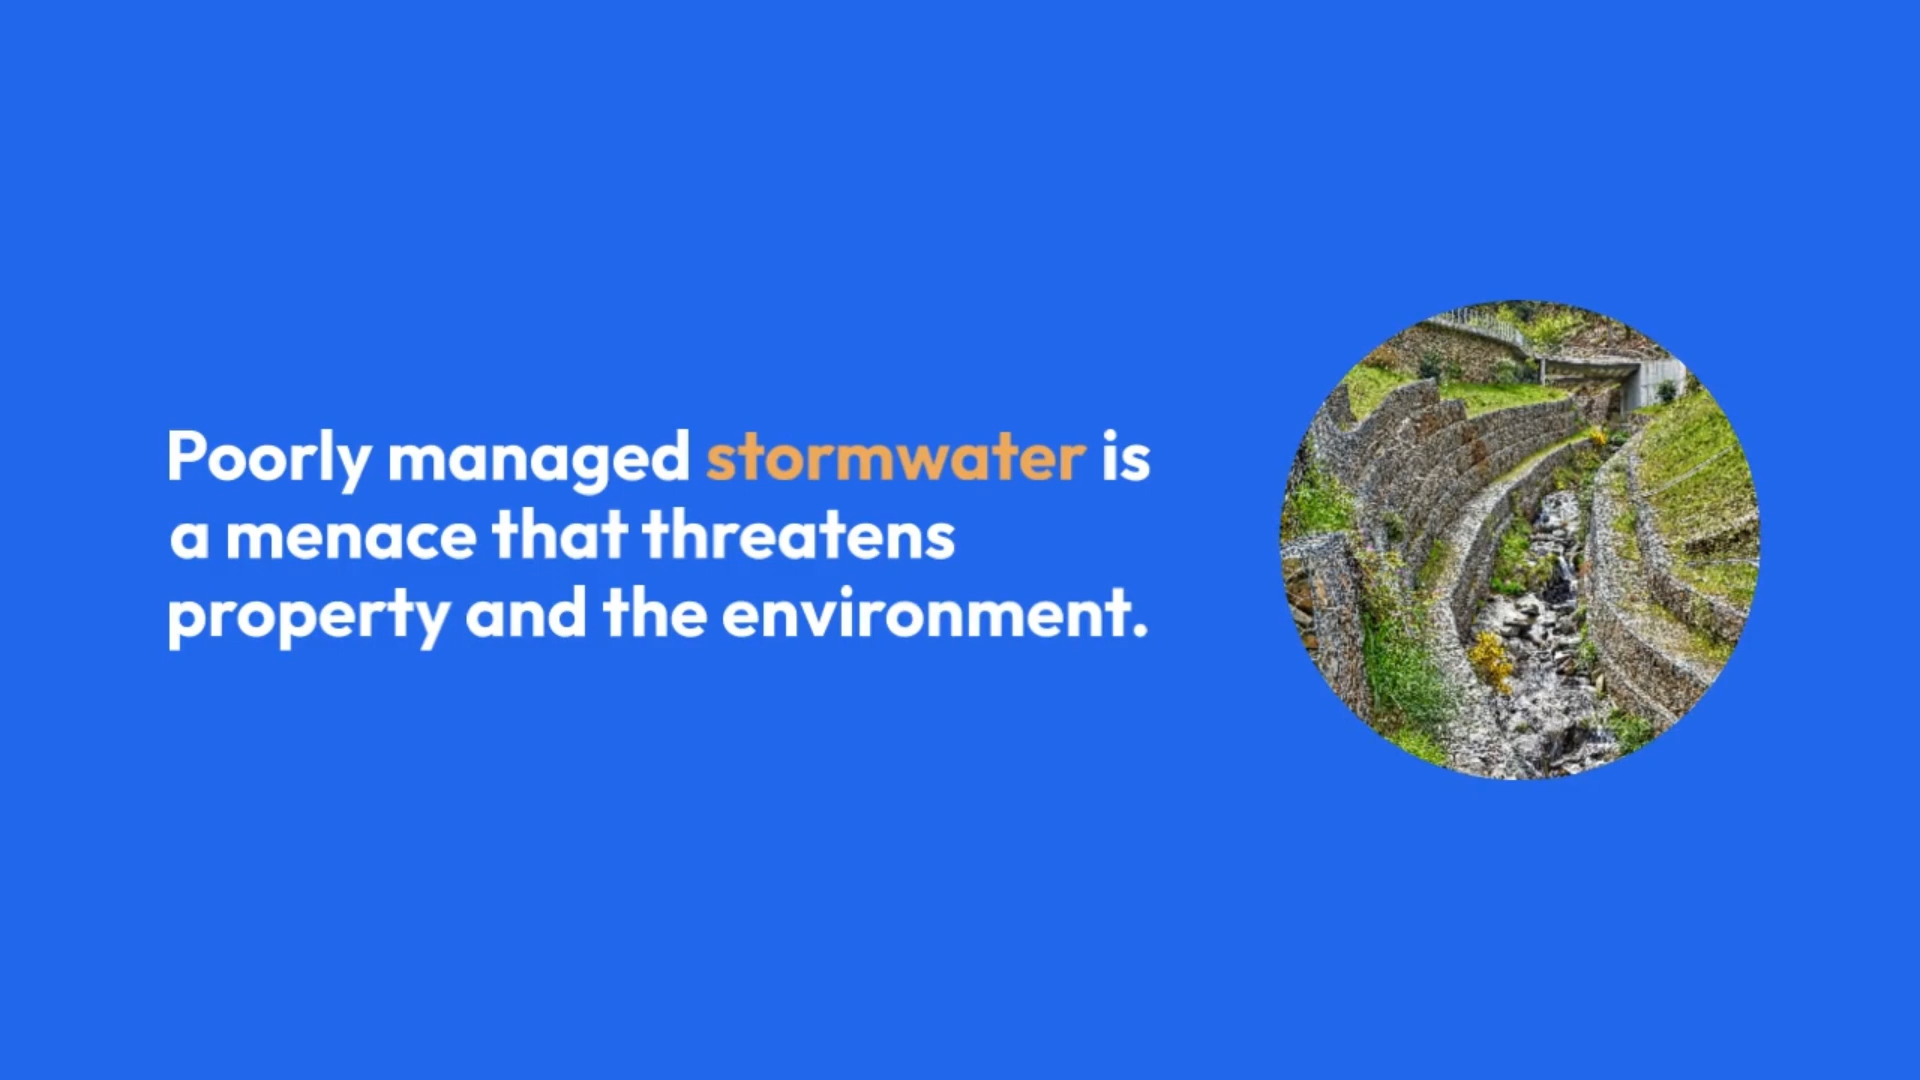 Poorly managed stormwater is
a menace that threatens
property and the environment.